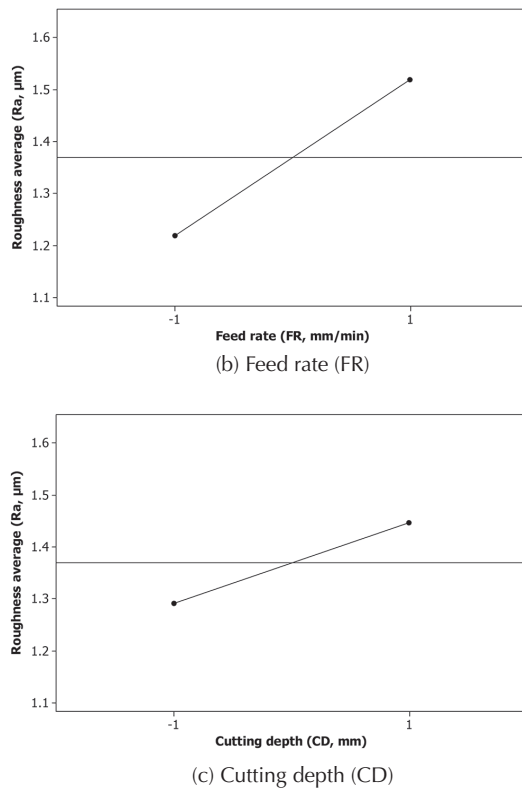 1.6
1.5
1.4
1.3
1.2
1.1
Roughness average (Ra, µm)
-1 1
Feed rate (FR, mm/min)
(b) Feed rate (FR)
1.6
1.5
1.4
1.3
1.2
1.1
Roughness average (Ra, µm)
-1 1
Cutting depth (CD, mm)
(c) Cutting depth (CD)